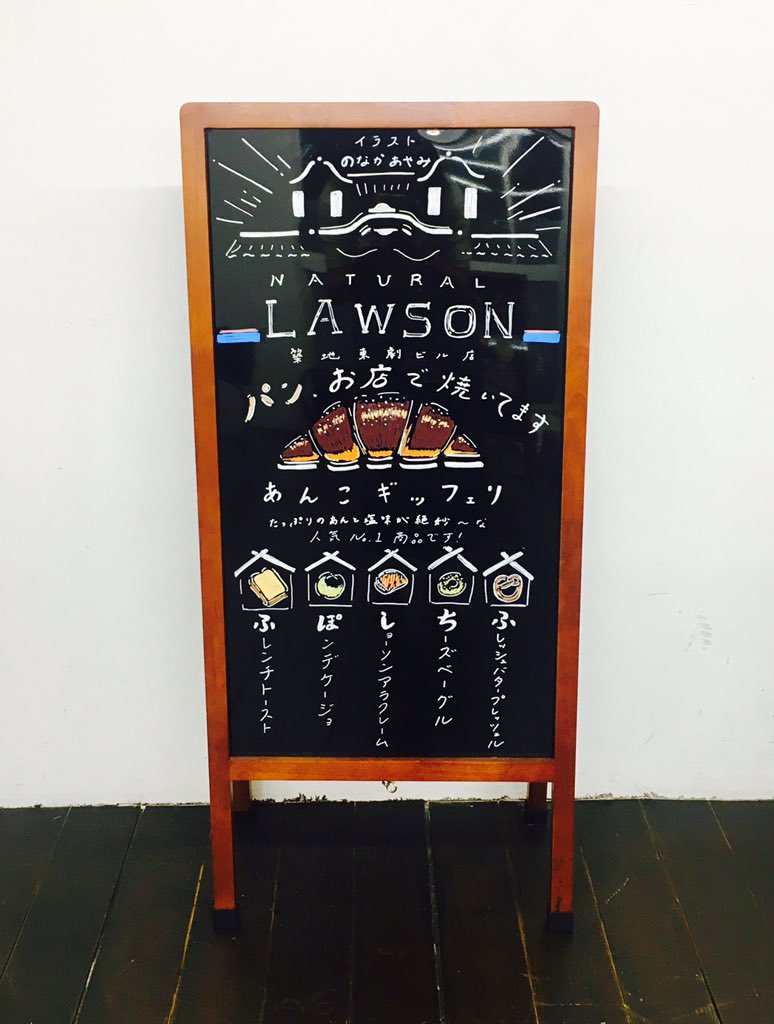 イラスト
のなかあやみ
NATURAL
LAWSON
築地東劇ビル店
パン、お店で焼いてます
あんこギッフェリ
たっぷりのあんと塩味が絶妙〜な
人気No.1商品です!
ふレッシュバタープレッツェル
ちーズベーグル
しョーソンアラクレーム
ぽンデケージョ
ふレンチトースト